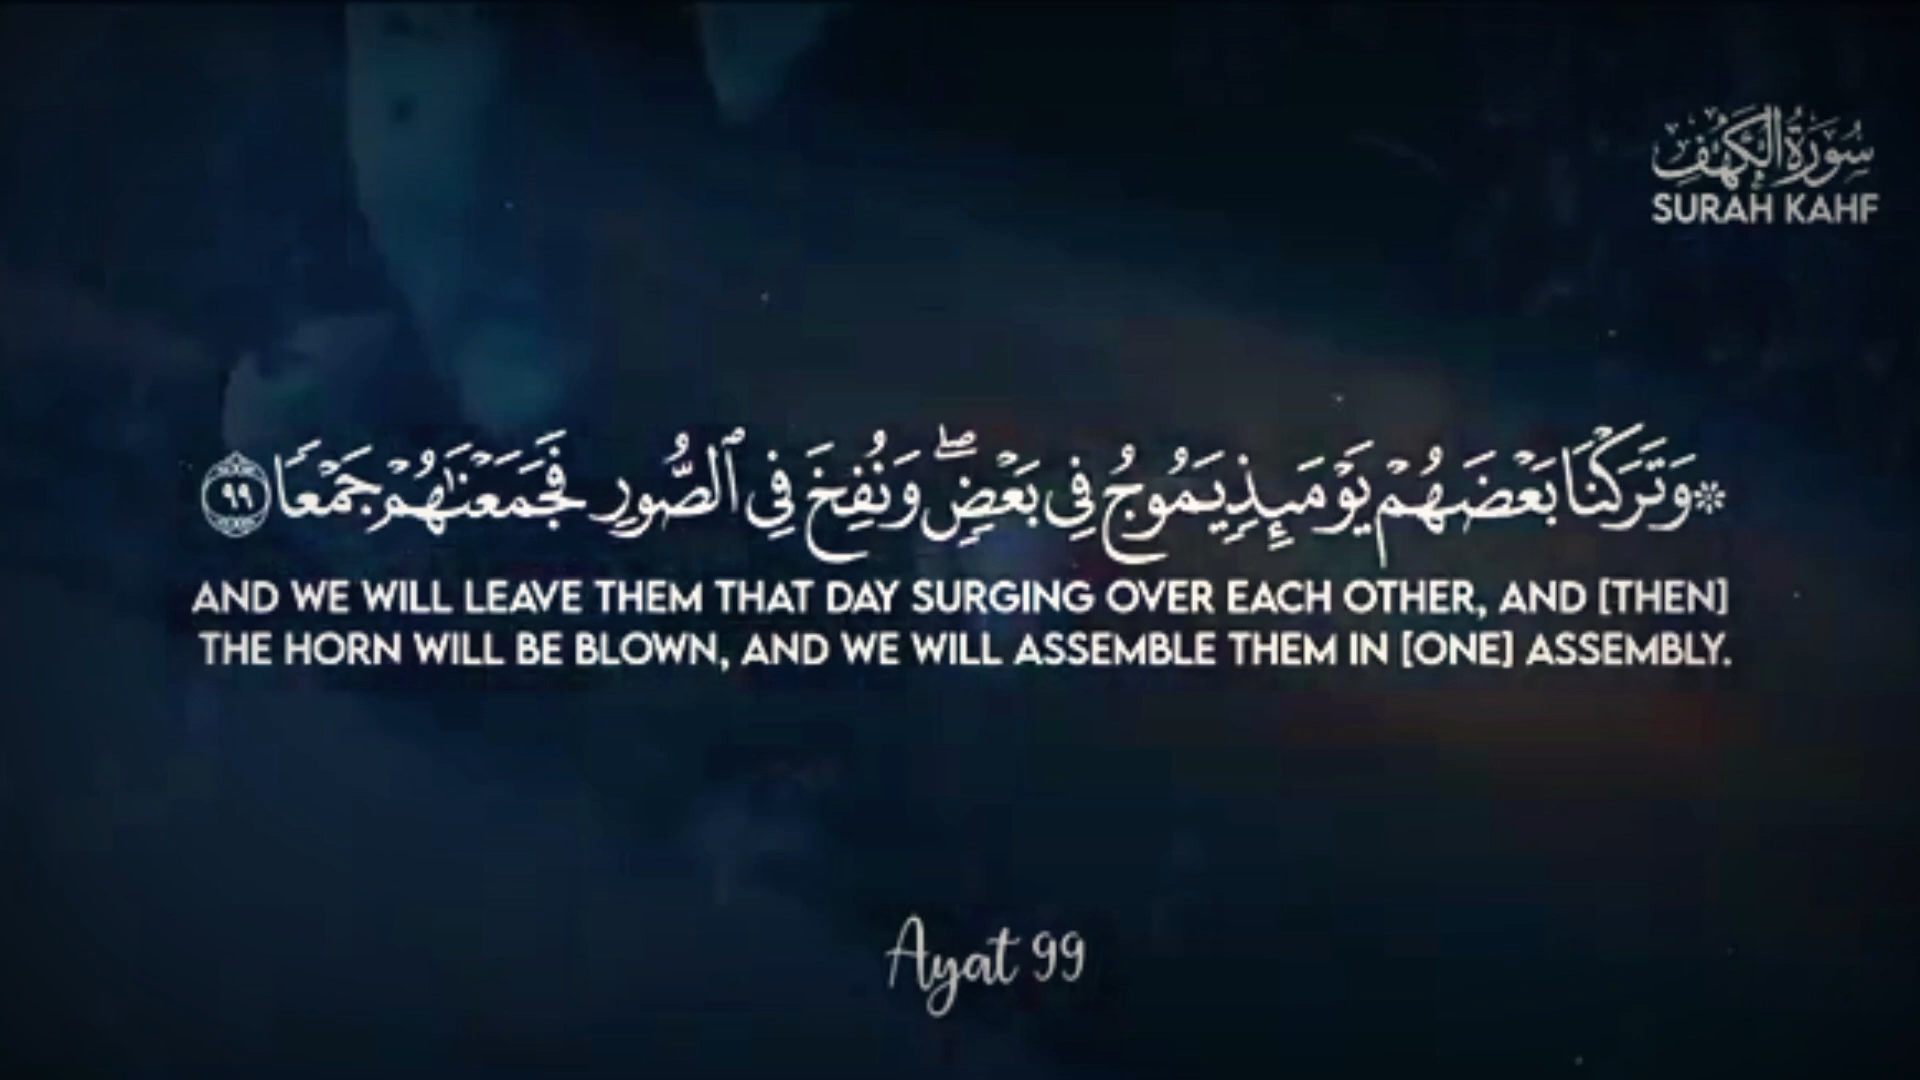 سُورَةُ الْكَهْفِ
SURAH KAHF
۞ وَتَرَكْنَا بَعْضَهُمْ يَوْمَئِذٍ يَمُوجُ فِى بَعْضٍ ۖ وَنُفِخَ فِى ٱلصُّورِ فَجَمَعْنَٰهُمْ جَمْعًا ٩٩
AND WE WILL LEAVE THEM THAT DAY SURGING OVER EACH OTHER, AND [THEN]
THE HORN WILL BE BLOWN, AND WE WILL ASSEMBLE THEM IN [ONE] ASSEMBLY.
Ayat 99